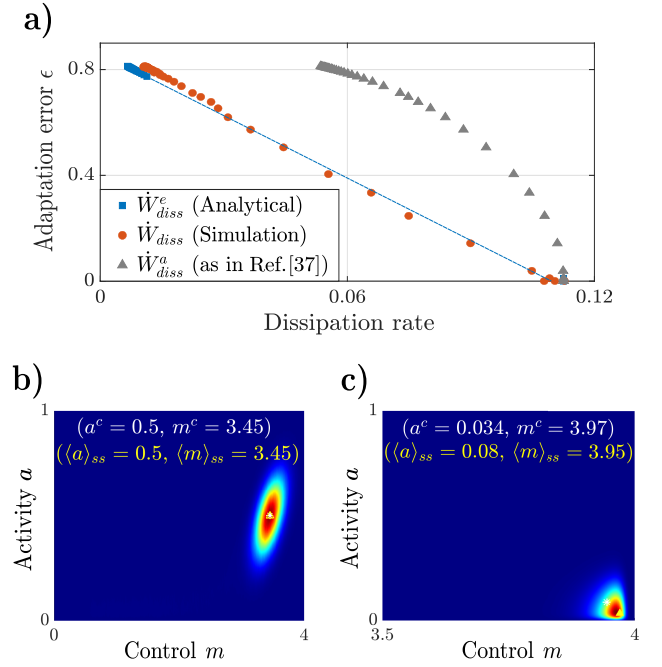 a)
Adaptation error ϵ
0.8
0.4
0
Ẇ^e_diss (Analytical)
Ẇ_diss (Simulation)
Ẇ^a_diss (as in Ref.[37])
0 0.06 0.12
Dissipation rate
b)
1
(a^c = 0.5, m^c = 3.45)
(⟨a⟩_ss = 0.5, ⟨m⟩_ss = 3.45)
Activity a
0
0 4
Control m
c)
1
(a^c = 0.034, m^c = 3.97)
(⟨a⟩_ss = 0.08, ⟨m⟩_ss = 3.95)
Activity a
0
3.5 4
Control m